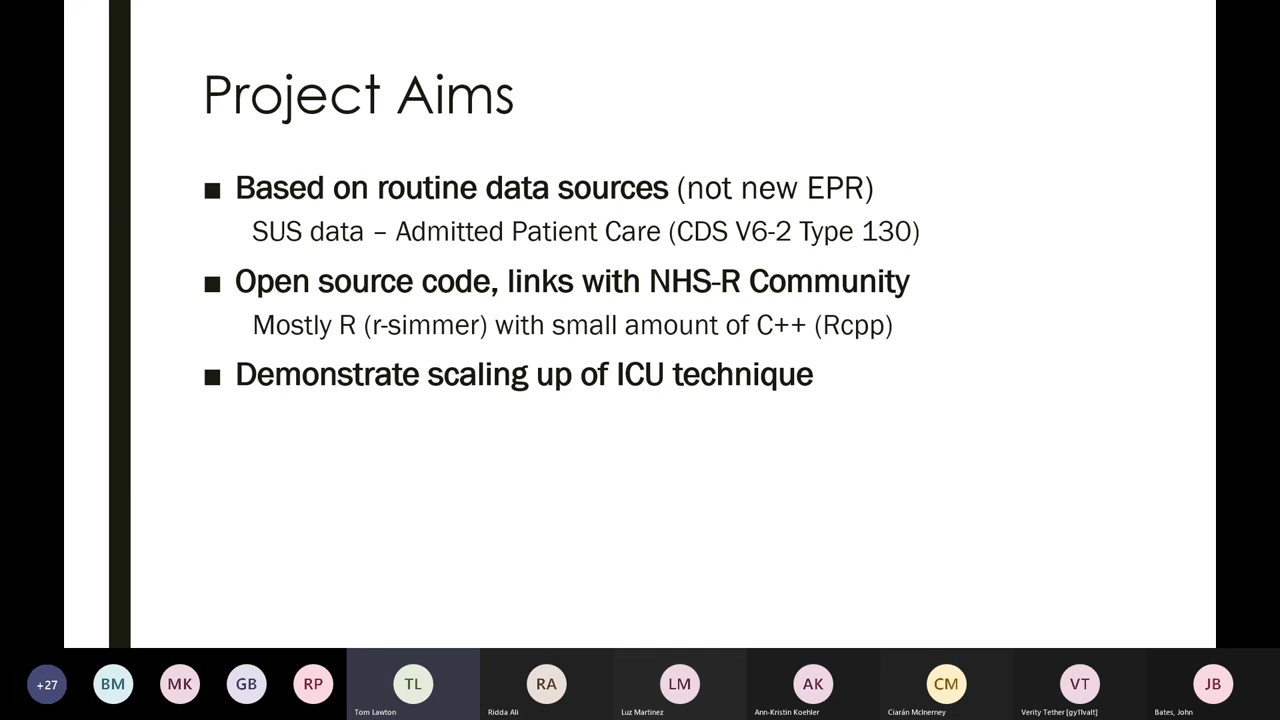 Project Aims
■ Based on routine data sources (not new EPR)
SUS data – Admitted Patient Care (CDS V6-2 Type 130)
■ Open source code, links with NHS-R Community
Mostly R (r-simmer) with small amount of C++ (Rcpp)
■ Demonstrate scaling up of ICU technique
+27 BM MK GB RP TL RA LM AK CM VT JB
Tom Lawton Ridda Ali Luz Martinez Ann-Kristin Koehler Ciarán McInerney Verity Tether [gy11valt] Bates, John